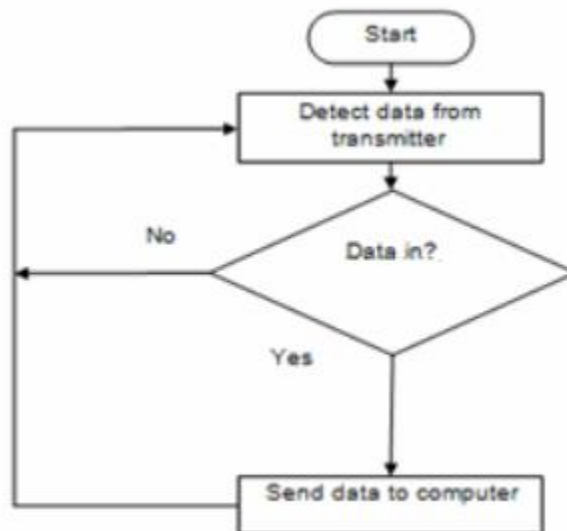 Start
Detect data from
transmitter
No
Data in?
Yes
Send data to computer